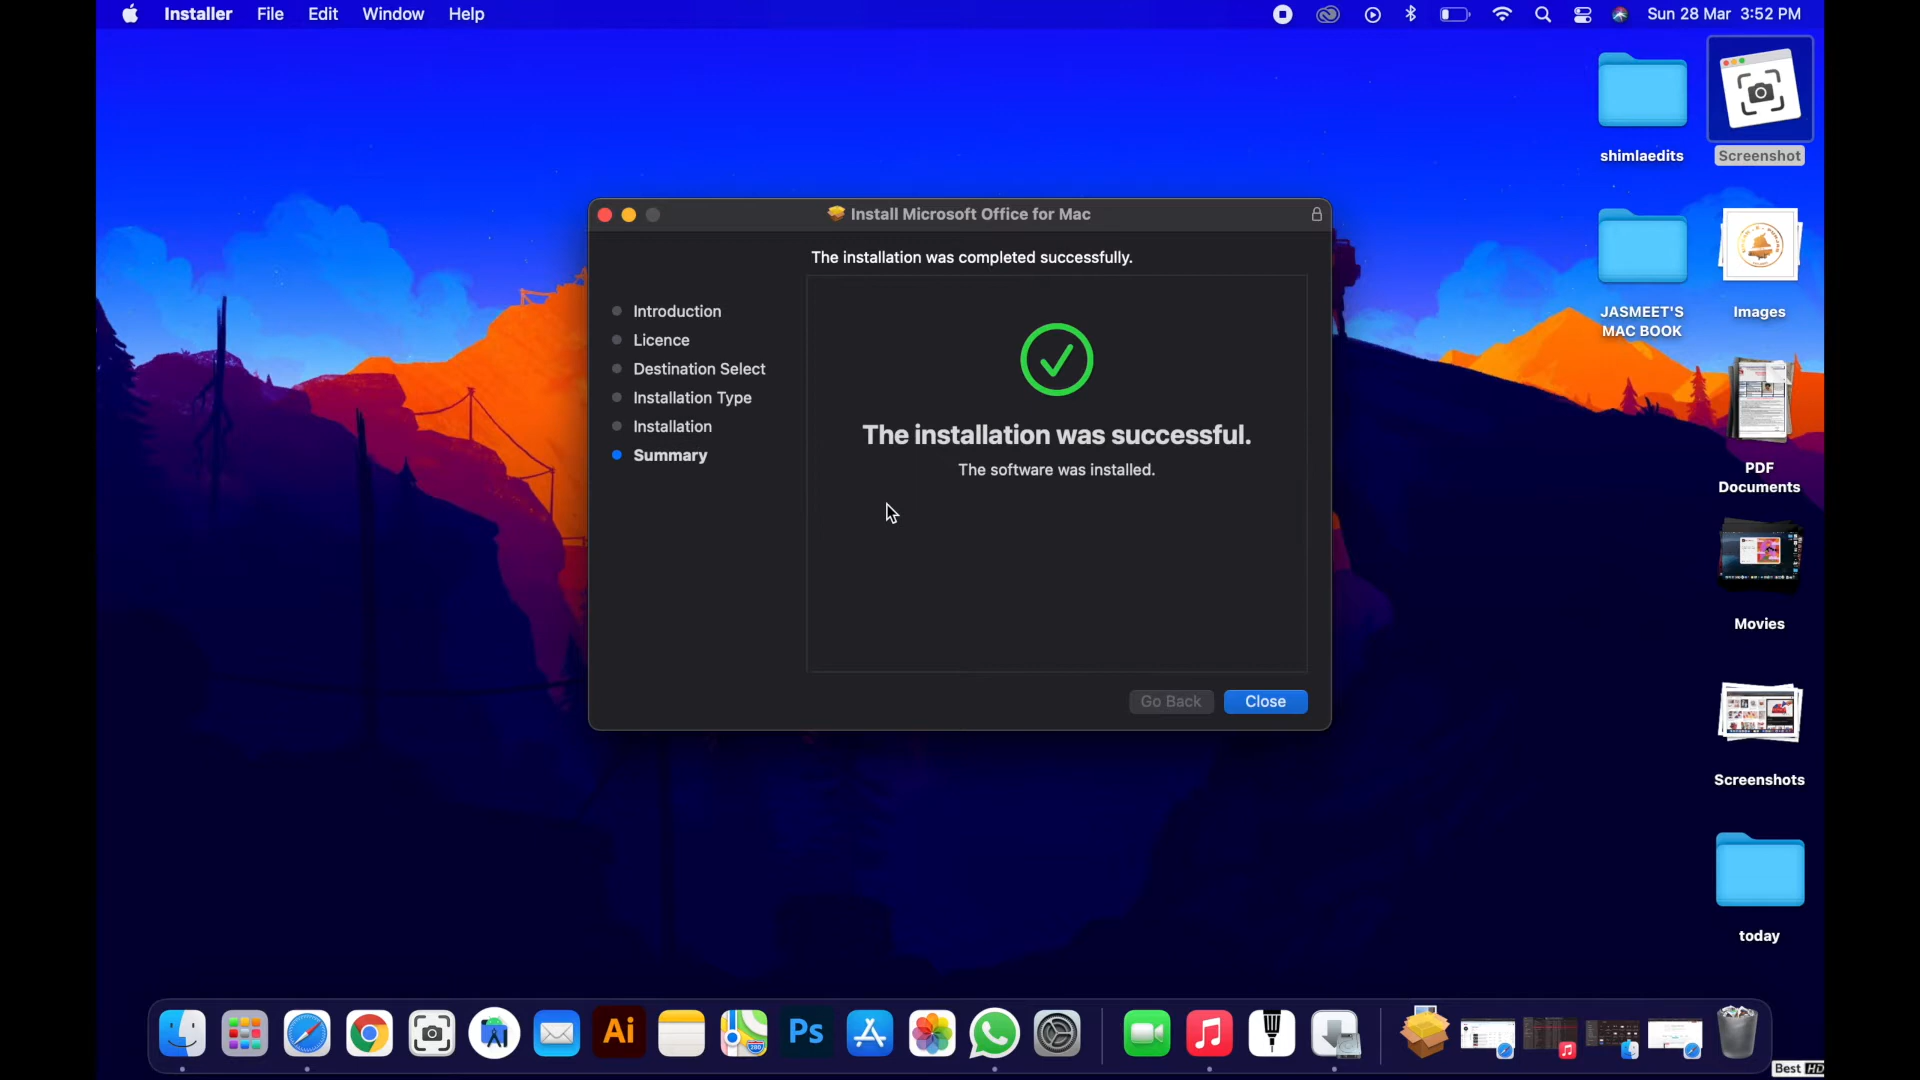 Installer File Edit Window Help
Sun 28 Mar 3:52 PM
shimlaedits
Screenshot
JASMEET'S
MAC BOOK
Images
PDF
Documents
Movies
Screenshots
today
Install Microsoft Office for Mac
The installation was completed successfully.
Introduction
Licence
Destination Select
Installation Type
Installation
Summary
The installation was successful.
The software was installed.
Go Back
Close
Ai
280
Ps
Best HD